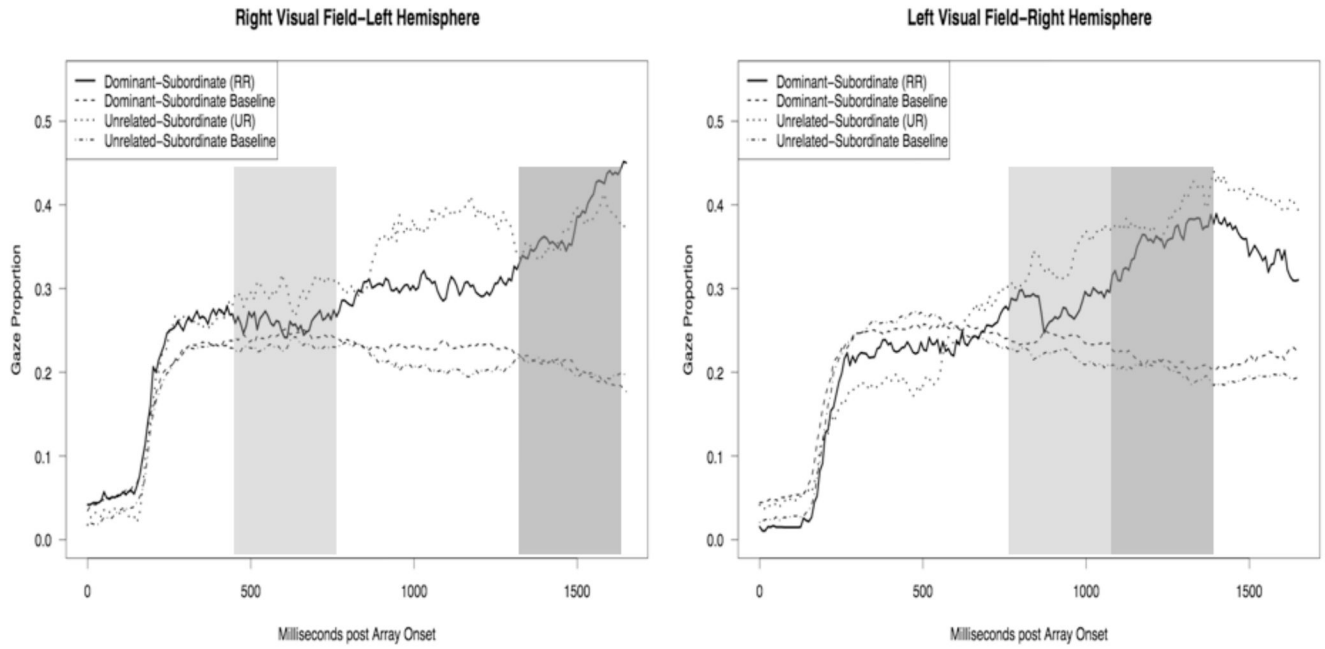 Right Visual Field-Left Hemisphere
Dominant-Subordinate (RR)
Dominant-Subordinate Baseline
Unrelated-Subordinate (UR)
Unrelated-Subordinate Baseline
0.5
0.4
0.3
0.2
0.1
0.0
Gaze Proportion
0 500 1000 1500
Milliseconds post Array Onset
Left Visual Field-Right Hemisphere
Dominant-Subordinate (RR)
Dominant-Subordinate Baseline
Unrelated-Subordinate (UR)
Unrelated-Subordinate Baseline
0.5
0.4
0.3
0.2
0.1
0.0
Gaze Proportion
0 500 1000 1500
Milliseconds post Array Onset